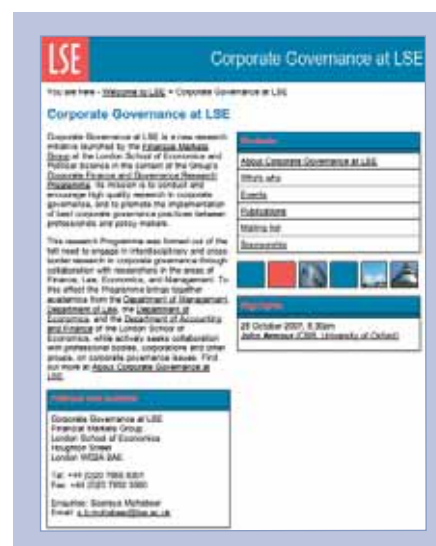 LSE
Corporate Governance at LSE
You are here - Welcome to LSE > Corporate Governance at LSE
Corporate Governance at LSE
Corporate Governance at LSE is a new research
initiative launched by the Financial Markets
Group at the London School of Economics and
Political Science in the context of the Group's
Corporate Finance and Governance Research
Programme. Its mission is to conduct and
encourage high quality research in corporate
governance, and to promote the implementation
of best corporate governance practices between
professionals and policy makers.
This research Programme was formed out of the
felt need to engage in interdisciplinary and cross
border research in corporate governance through
collaboration with researchers in the areas of
Finance, Law, Economics, and Management. To
this effect the Programme brings together
academics from the Department of Management,
Department of Law, the Department of
Economics, and the Department of Accounting
and Finance at the London School of
Economics, while actively seeks collaboration
with professional bodies, corporations and other
groups, on corporate governance issues. Find
out more at About Corporate Governance at
LSE.
About Corporate Governance at LSE
Who's who
Events
Publications
Mailing list
Sponsorship
Highlights
25 October 2007, 6.30pm
John Armour (CBR, University of Oxford)
Corporate Governance at LSE
Financial Markets Group
London School of Economics
Houghton Street
London WC2A 2AE
Tel: +44 (0)20 7955
Fax: +44 (0)20 7852
Enquiries:
Email: